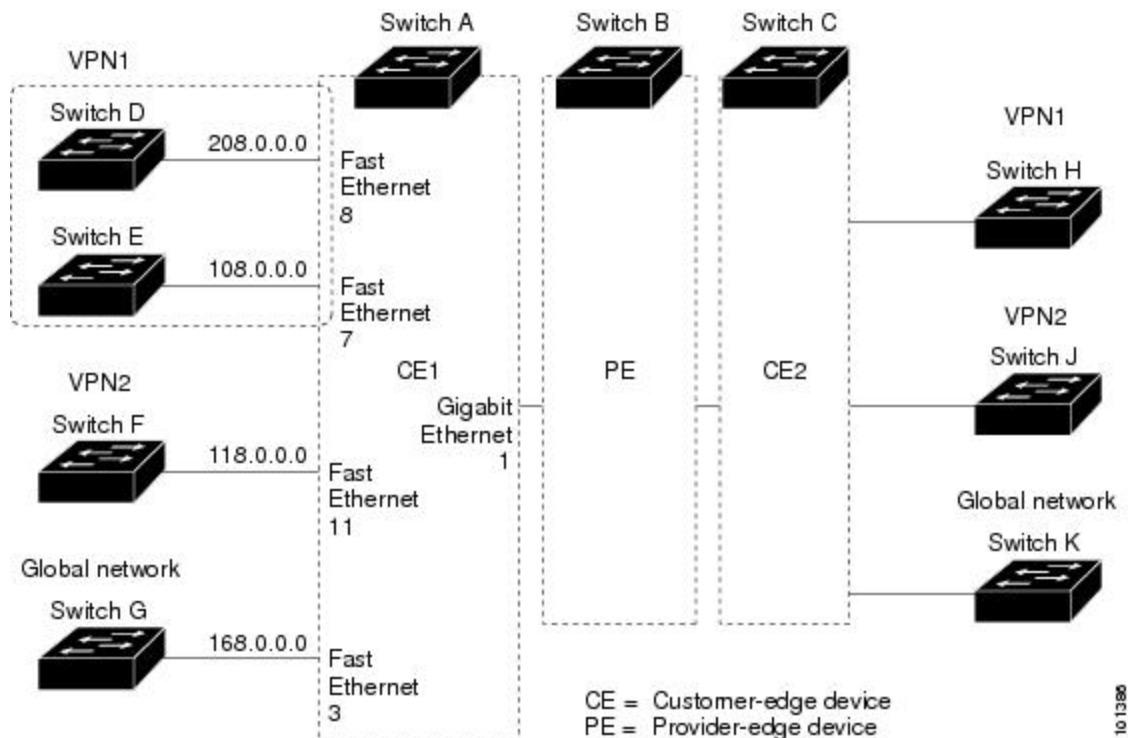 Switch A
Switch B
Switch C
VPN1
Switch D
208.0.0.0
Fast
Ethernet
8
Switch E
108.0.0.0
Fast
Ethernet
7
VPN2
Switch F
118.0.0.0
Fast
Ethernet
11
Global network
Switch G
168.0.0.0
Fast
Ethernet
3
CE1
Gigabit
Ethernet
1
PE
CE2
VPN1
Switch H
VPN2
Switch J
Global network
Switch K
CE = Customer-edge device
PE = Provider-edge device
101386